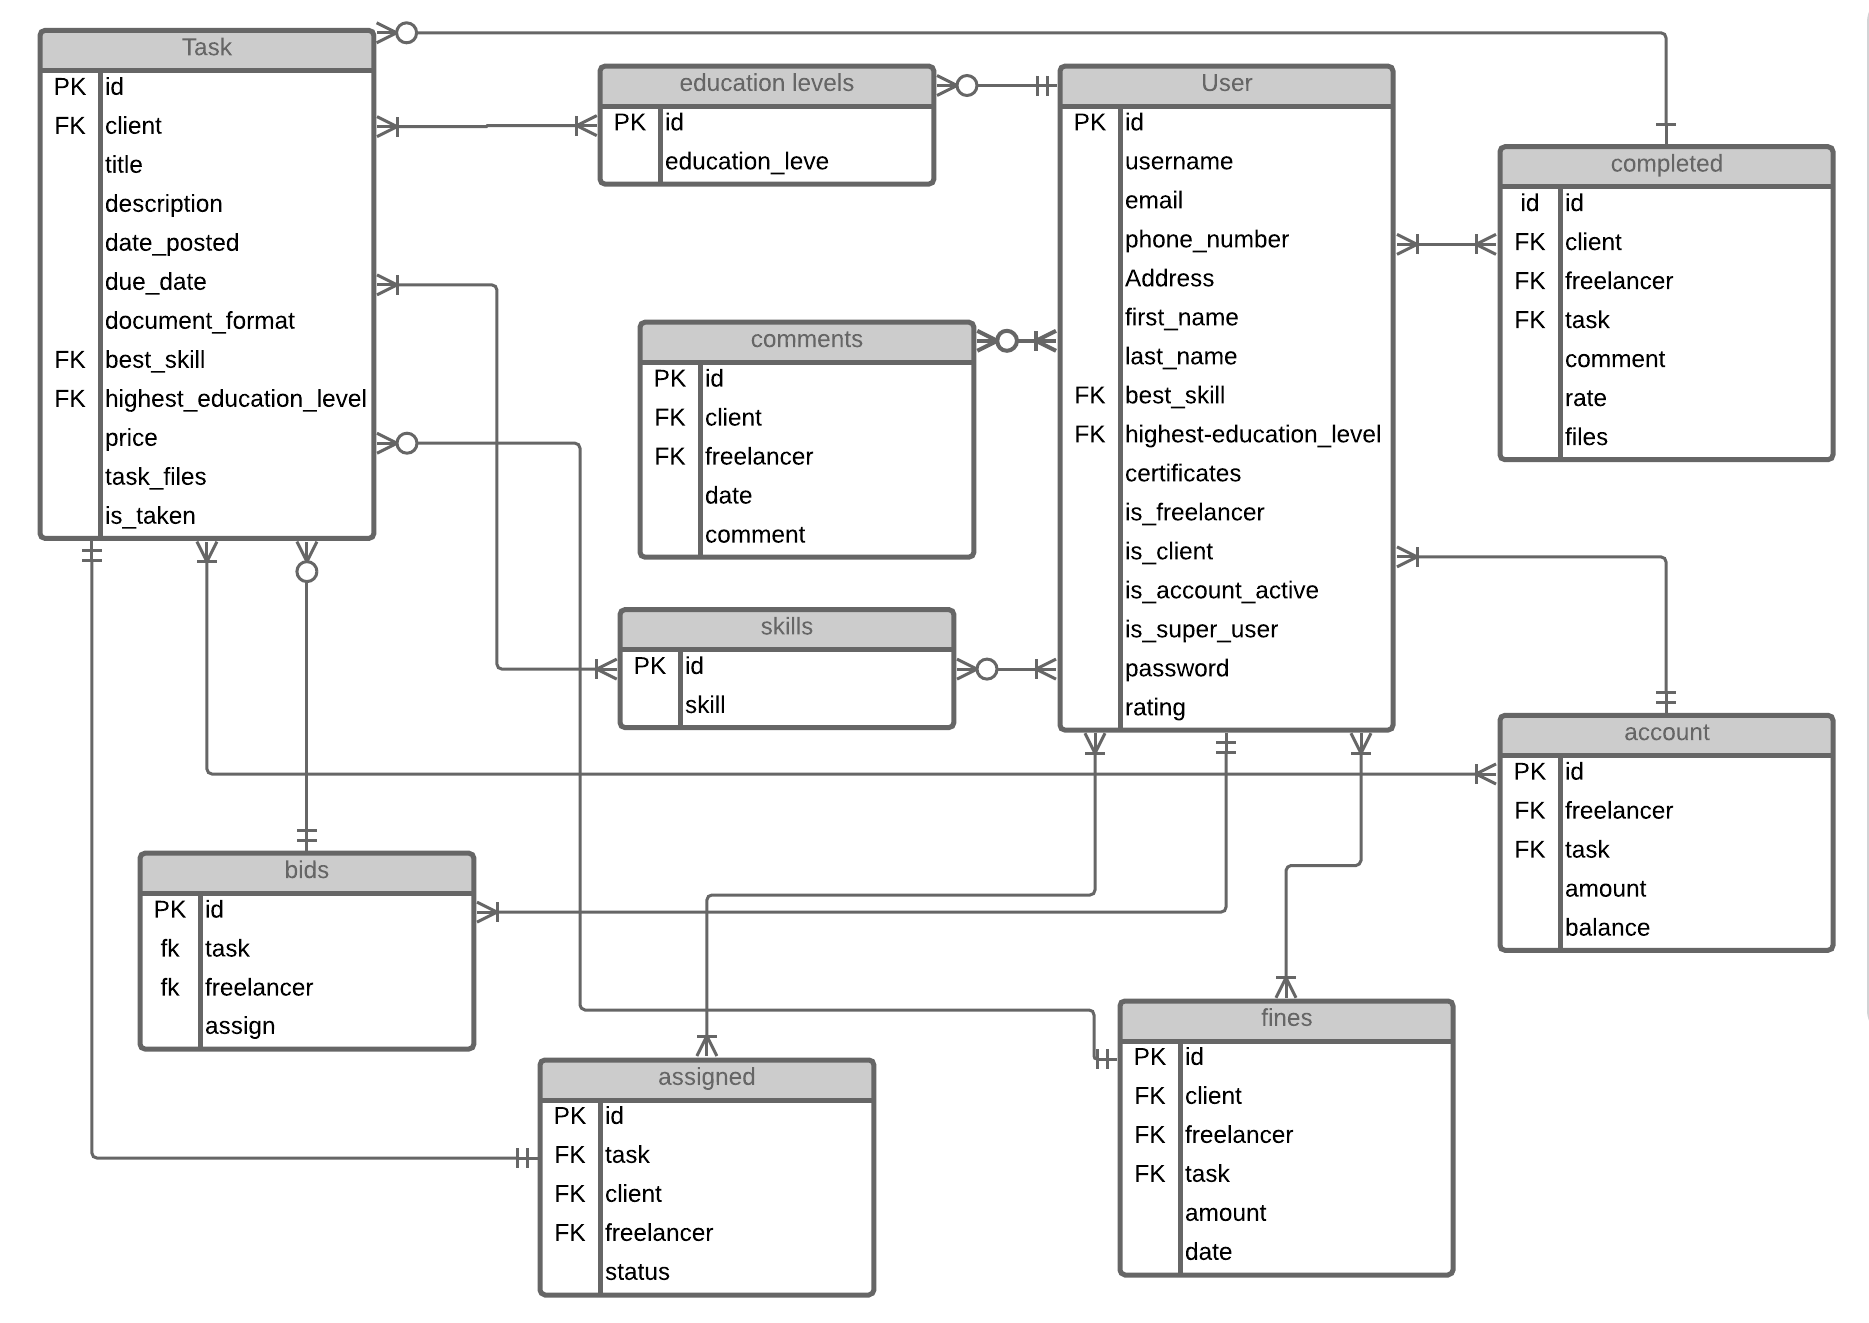 Task
PK id
FK client
title
description
date_posted
due_date
document_format
FK best_skill
FK highest_education_level
price
task_files
is_taken
education levels
PK id
education_leve
User
PK id
username
email
phone_number
Address
first_name
last_name
FK best_skill
FK highest-education_level
certificates
is_freelancer
is_client
is_account_active
is_super_user
password
rating
completed
id id
FK client
FK freelancer
FK task
comment
rate
files
comments
PK id
FK client
FK freelancer
date
comment
skills
PK id
skill
account
PK id
FK freelancer
FK task
amount
balance
bids
PK id
fk task
fk freelancer
assign
assigned
PK id
FK task
FK client
FK freelancer
status
fines
PK id
FK client
FK freelancer
FK task
amount
date